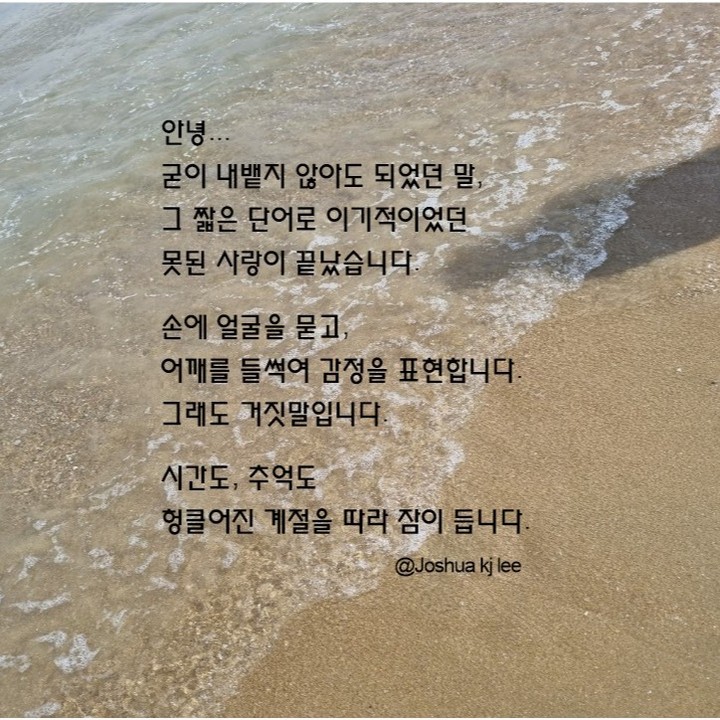 안녕...
굳이 내뱉지 않아도 되었던 말,
그 짧은 단어로 이기적이었던
못된 사랑이 끝났습니다.
손에 얼굴을 묻고,
어깨를 들썩여 감정을 표현합니다.
그래도 거짓말입니다.
시간도, 추억도
헝클어진 계절을 따라 잠이 듭니다.
@Joshua kj lee